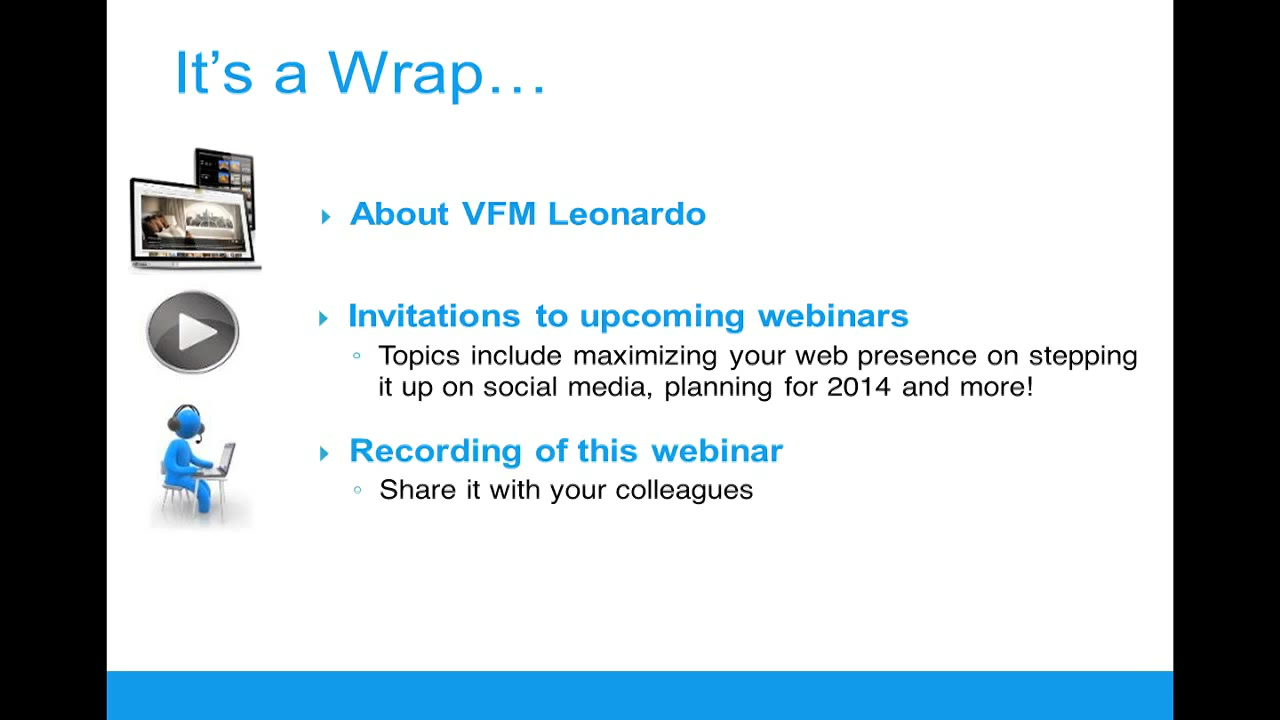 It’s a Wrap…
About VFM Leonardo
Invitations to upcoming webinars
Topics include maximizing your web presence on stepping
it up on social media, planning for 2014 and more!
Recording of this webinar
Share it with your colleagues